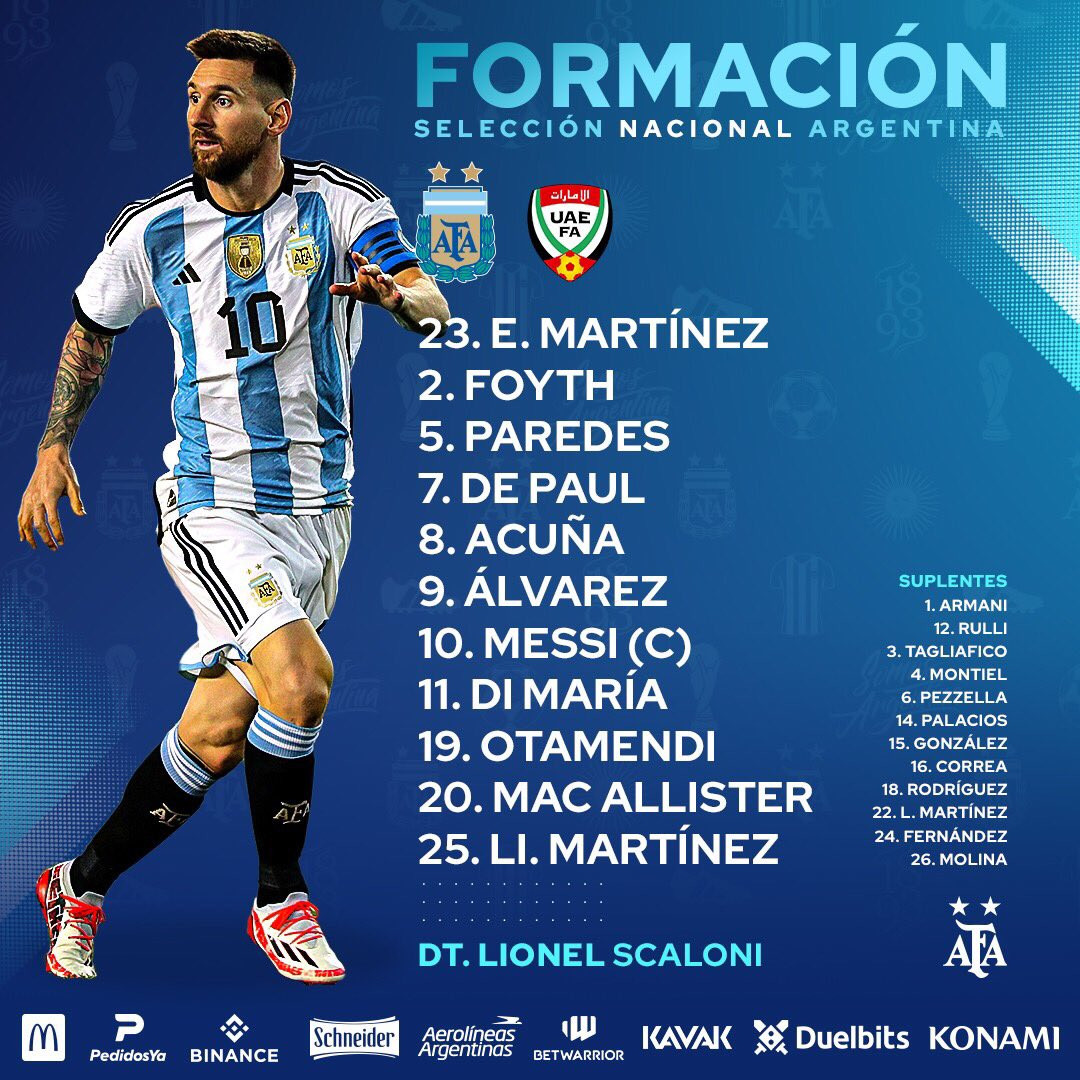 FORMACIÓN
SELECCIÓN NACIONAL ARGENTINA
AFA
الامارات
UAE
FA
AFA
10
23. E. MARTÍNEZ
2. FOYTH
5. PAREDES
7. DE PAUL
8. ACUÑA
9. ÁLVAREZ
10. MESSI (C)
11. DI MARÍA
19. OTAMENDI
20. MAC ALLISTER
25. LI. MARTÍNEZ
SUPLENTES
1. ARMANI
12. RULLI
3. TAGLIAFICO
4. MONTIEL
6. PEZZELLA
14. PALACIOS
15. GONZÁLEZ
16. CORREA
18. RODRÍGUEZ
22. L. MARTÍNEZ
24. FERNÁNDEZ
26. MOLINA
DT. LIONEL SCALONI
AFA
PedidosYa
BINANCE
Schneider
Aerolíneas
Argentinas
BETWARRIOR
KAVAK
Duelbits
KONAMI